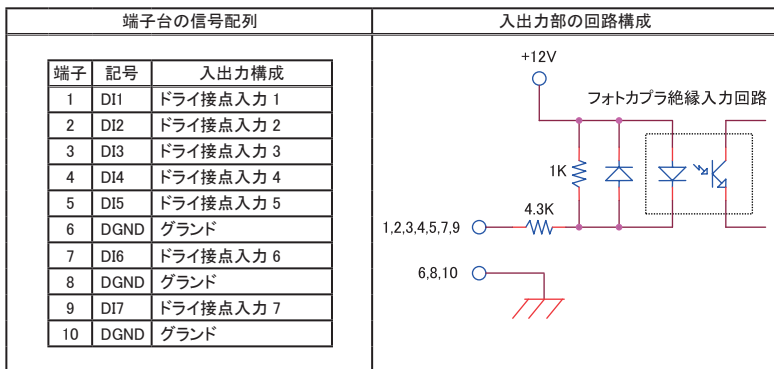 端子台の信号配列
端子 記号 入出力構成
1 DI1 ドライ接点入力 1
2 DI2 ドライ接点入力 2
3 DI3 ドライ接点入力 3
4 DI4 ドライ接点入力 4
5 DI5 ドライ接点入力 5
6 DGND グランド
7 DI6 ドライ接点入力 6
8 DGND グランド
9 DI7 ドライ接点入力 7
10 DGND グランド
入出力部の回路構成
+12V
フォトカプラ絶縁入力回路
1K
4.3K
1,2,3,4,5,7,9
6,8,10